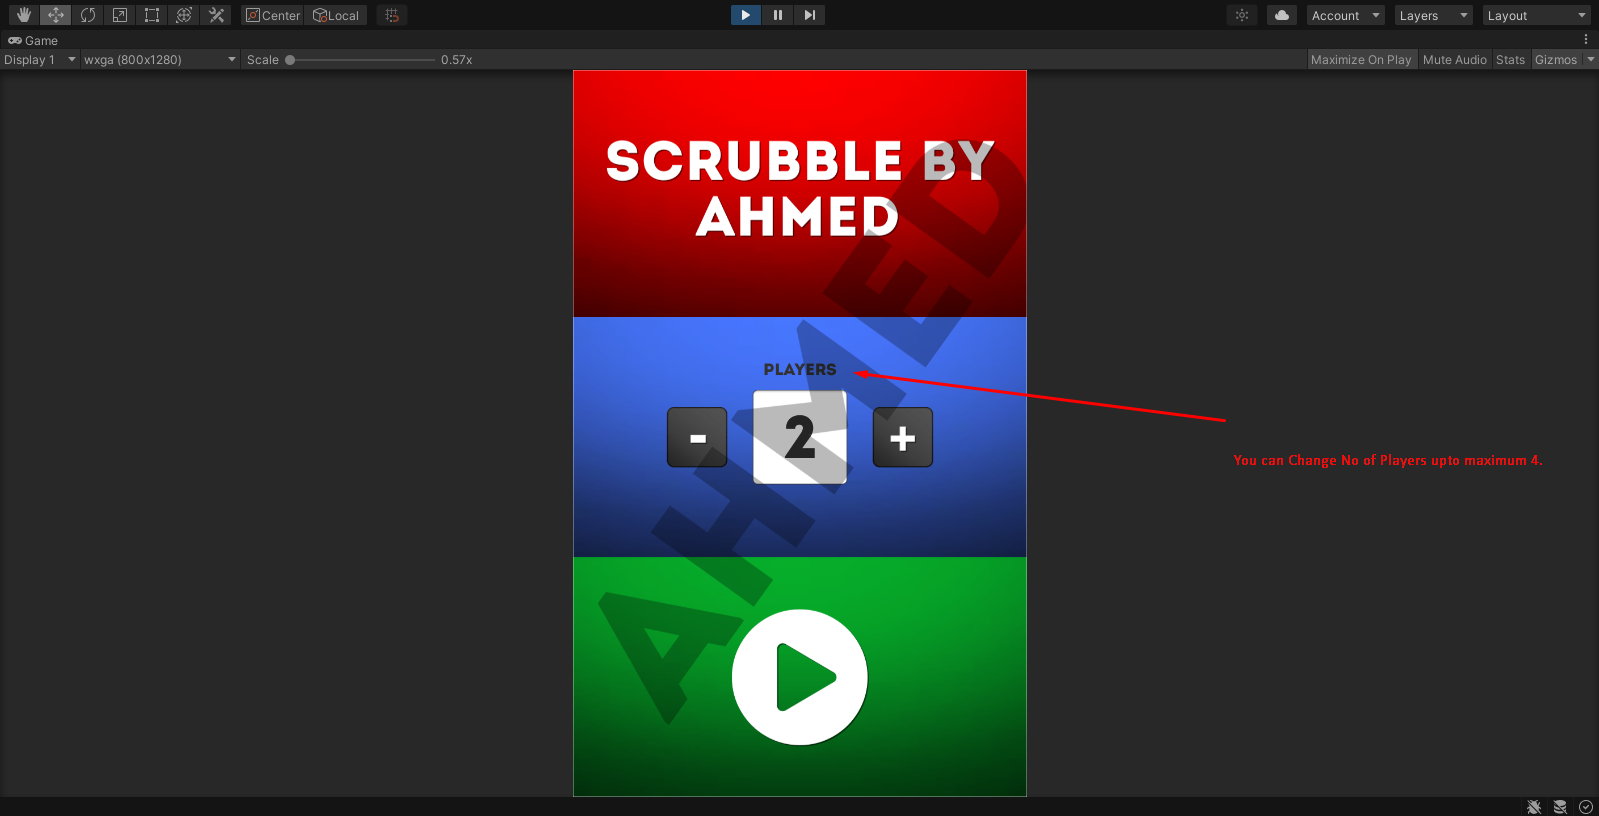 Center Local Account Layers Layout
Game
Display 1 wxga (800x1280) Scale 0.57x Maximize On Play Mute Audio Stats Gizmos
SCRUBBLE BY
AHMED
PLAYERS
- 2 +
You can Change No of Players upto maximum 4.
AHMED